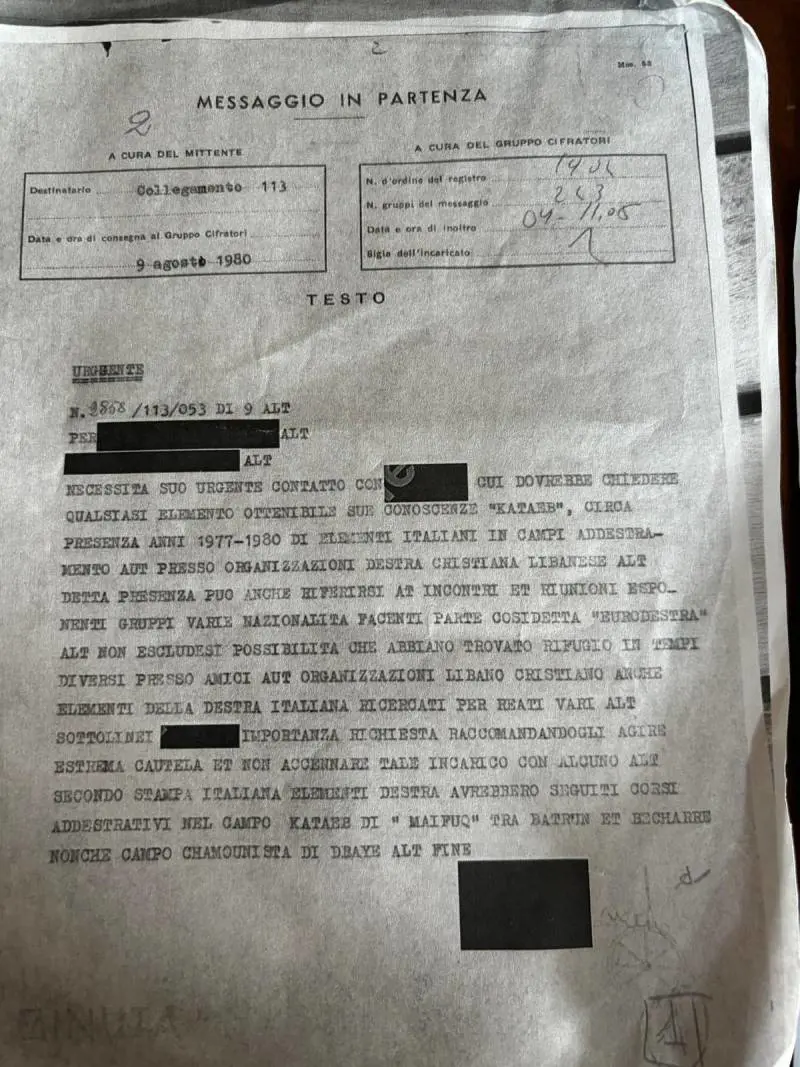 2
Mod. 53
MESSAGGIO IN PARTENZA
2
A CURA DEL MITTENTE
Destinatario Collegamento 113
Data e ora di consegna al Gruppo Cifratori
9 agosto 1980
A CURA DEL GRUPPO CIFRATORI
N. d'ordine del registro
N. gruppi del messaggio 243
Data e ora di inoltro 09-11,05
Sigla dell'incaricato
TESTO
URGGENTE
N. /113/053 DI 9 ALT
PER ALT
ALT
NECESSITA SUO URGENTE CONTATTO CON CUI DOVREBBE CHIEDERE
QUALSIASI ELEMENTO OTTENIBILE SUE CONOSCENZE "KATAEB", CIRCA
PRESENZA ANNI 1977-1980 DI ELEMENTI ITALIANI IN CAMPI ADDESTRA-
MENTO AUT PRESSO ORGANIZZAZIONI DESTRA CRISTIANA LIBANESE ALT
DETTA PRESENZA PUO ANCHE RIFERIRSI AT INCONTRI ET RIUNIONI ESPO-
NENTI GRUPPI VARIE NAZIONALITA FACENTI PARTE COSIDETTA "EURODESTRA"
ALT NON ESCLUDESI POSSIBILITA CHE ABBIANO TROVATO RIFUGIO IN TEMPI
DIVERSI PRESSO AMICI AUT ORGANIZZAZIONI LIBANO CRISTIANO ANCHE
ELEMENTI DELLA DESTRA ITALIANA RICERCATI PER REATI VARI ALT
SOTTOLINEI IMPORTANZA RICHIESTA RACCOMANDANDOGLI AGIRE
ESTREMA CAUTELA ET NON ACCENNARE TALE INCARICO CON ALCUNO ALT
SECONDO STAMPA ITALIANA ELEMENTI DESTRA AVREBBERO SEGUITI CORSI
ADDESTRATIVI NEL CAMPO KATAEB DI " MAIFUQ" TRA BATRUN ET BECHARRE
NONCHE CAMPO CHAMOUNISTA DI DBAYE ALT FINE
MINUTA
1